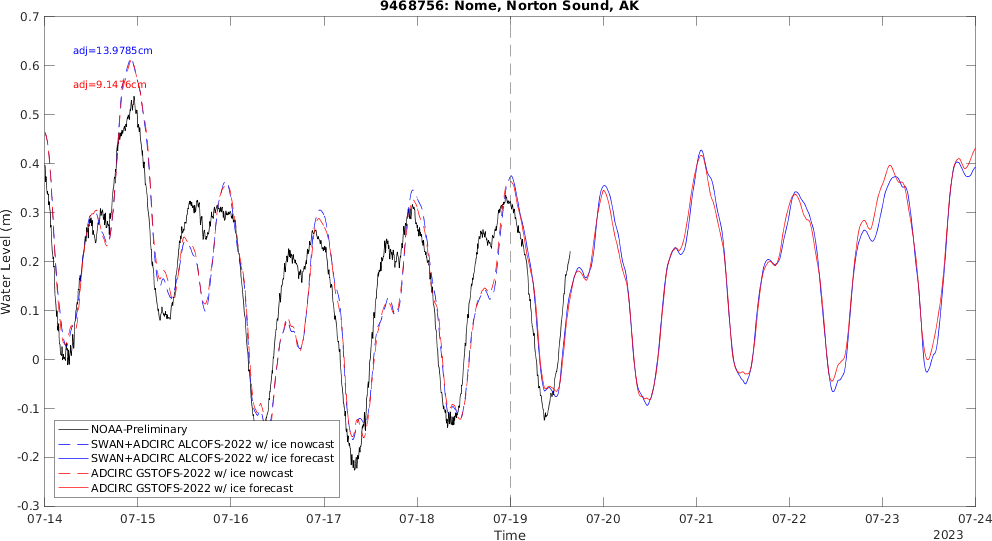 9468756: Nome, Norton Sound, AK
0.7
0.6
0.5
0.4
0.3
0.2
0.1
0
-0.1
-0.2
-0.3
Water Level (m)
adj=13.9785cm
adj=9.1476cm
NOAA-Preliminary
SWAN+ADCIRC ALCOFS-2022 w/ ice nowcast
SWAN+ADCIRC ALCOFS-2022 w/ ice forecast
ADCIRC GSTOFS-2022 w/ ice nowcast
ADCIRC GSTOFS-2022 w/ ice forecast
07-14 07-15 07-16 07-17 07-18 07-19 07-20 07-21 07-22 07-23 07-24
Time
2023